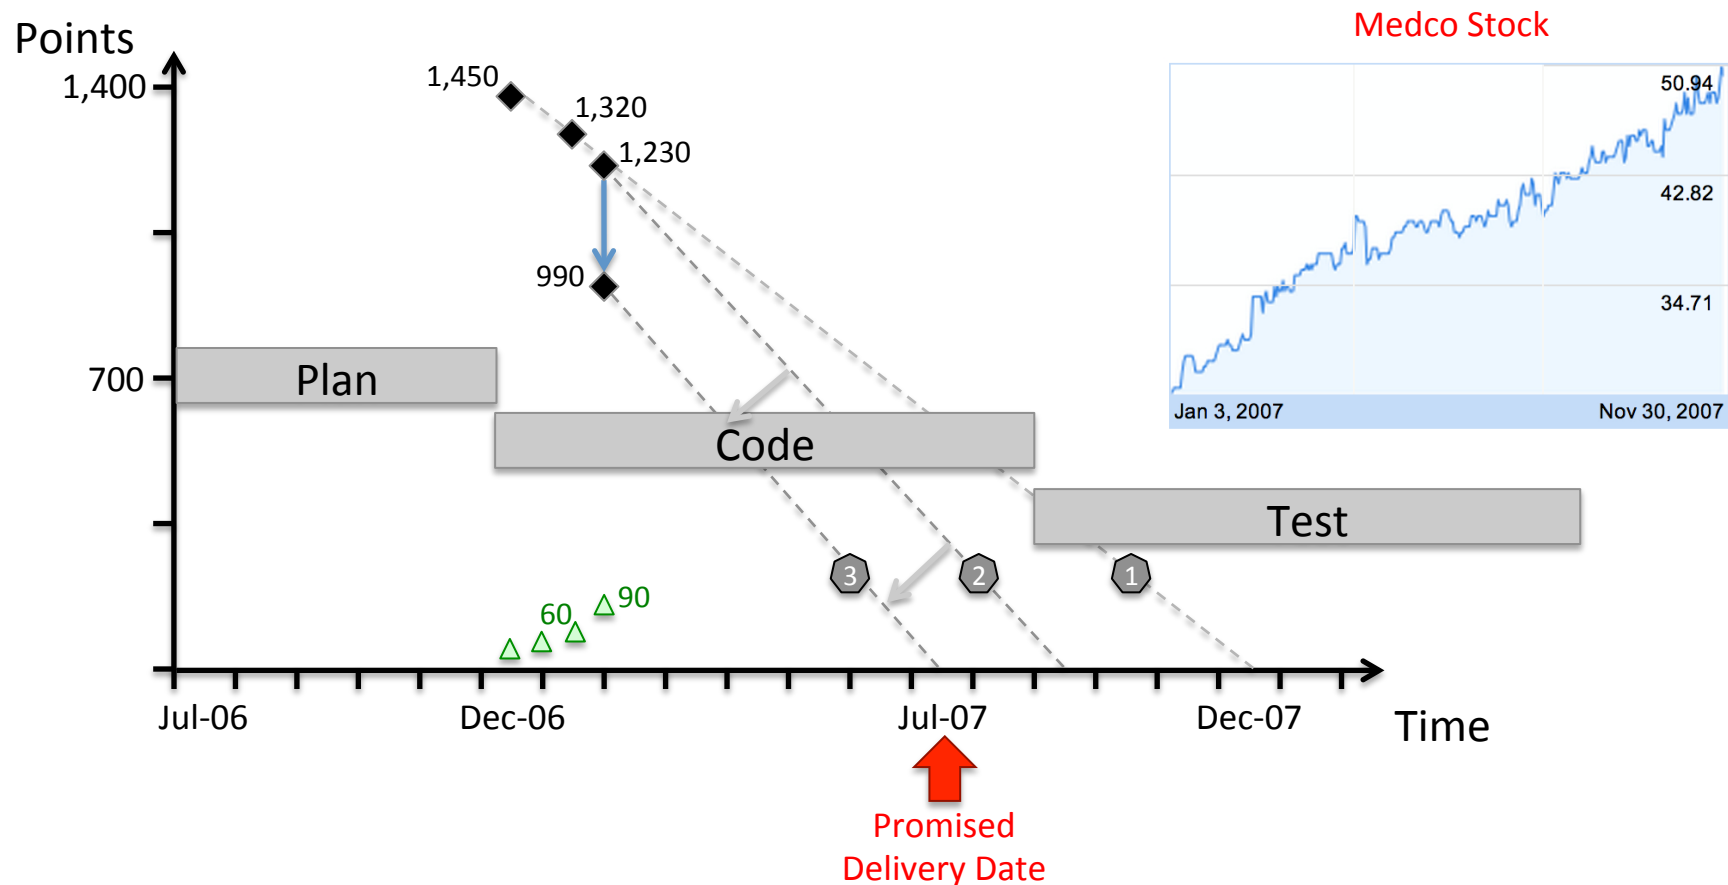 Medco Stock
Points
1,400
1,450
1,320
1,230
990
50.94
42.82
34.71
Jan 3, 2007
Nov 30, 2007
700
Plan
Code
Test
3
2
1
60
90
Jul-06
Dec-06
Jul-07
Dec-07
Time
Promised
Delivery Date